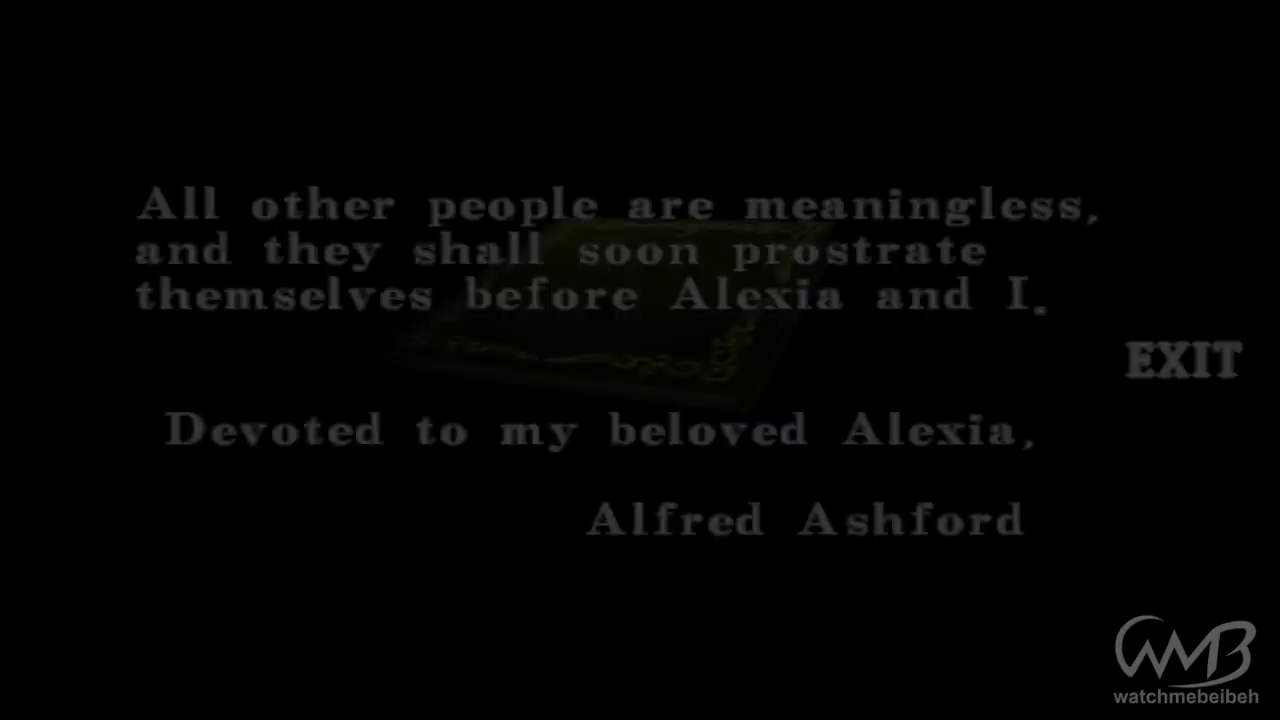 All other people are meaningless,
and they shall soon prostrate
themselves before Alexia and I.
EXIT
Devoted to my beloved Alexia,
Alfred Ashford
WMB
watchmebeibeh